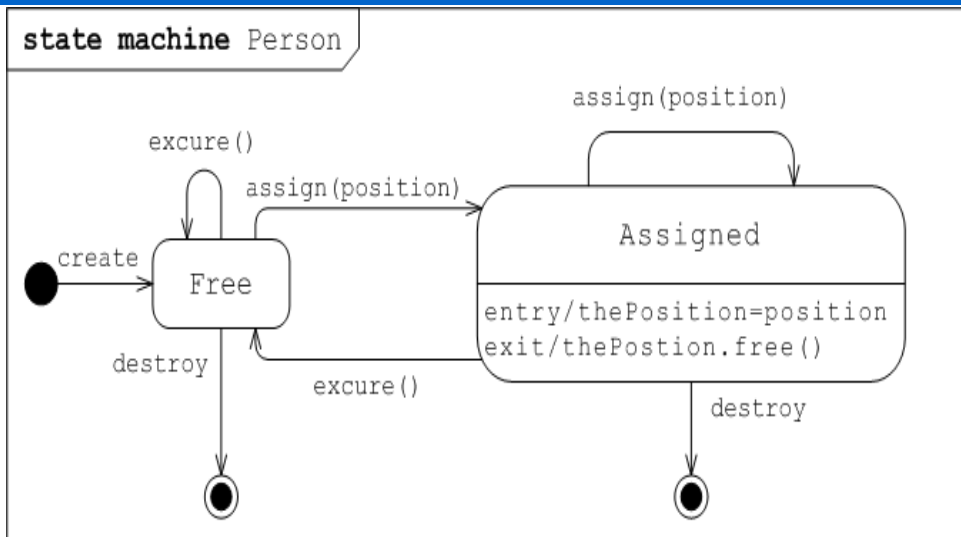 state machine Person
assign(position)
excure()
assign(position)
create
Free
Assigned
entry/thePosition=position
exit/thePostion.free()
destroy
excure()
destroy